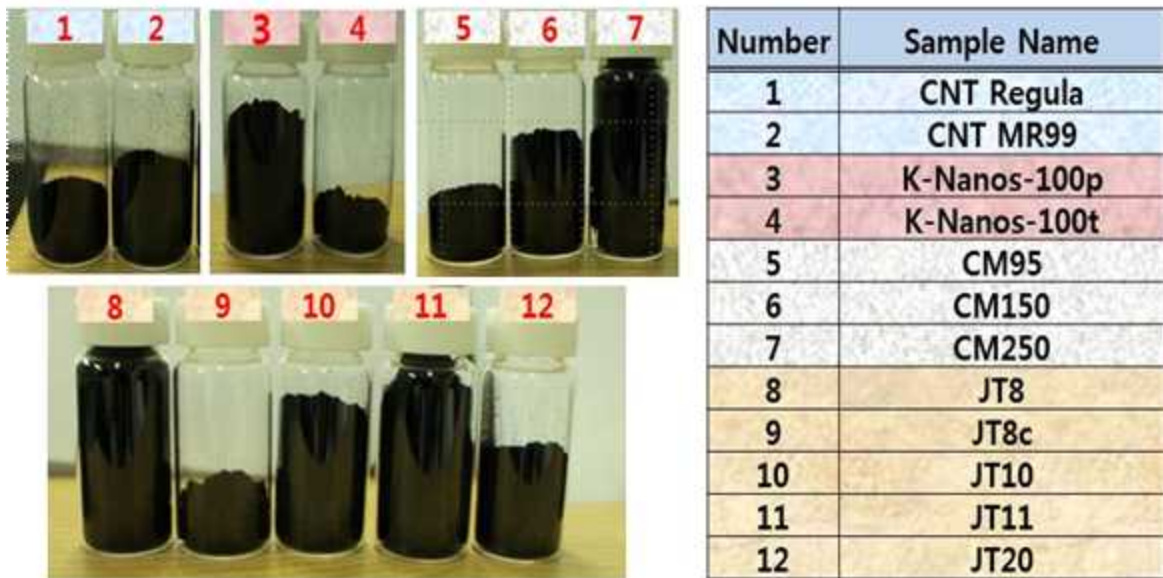 1 2 3 4 5 6 7
8 9 10 11 12
Number Sample Name
1 CNT Regula
2 CNT MR99
3 K-Nanos-100p
4 K-Nanos-100t
5 CM95
6 CM150
7 CM250
8 JT8
9 JT8c
10 JT10
11 JT11
12 JT20